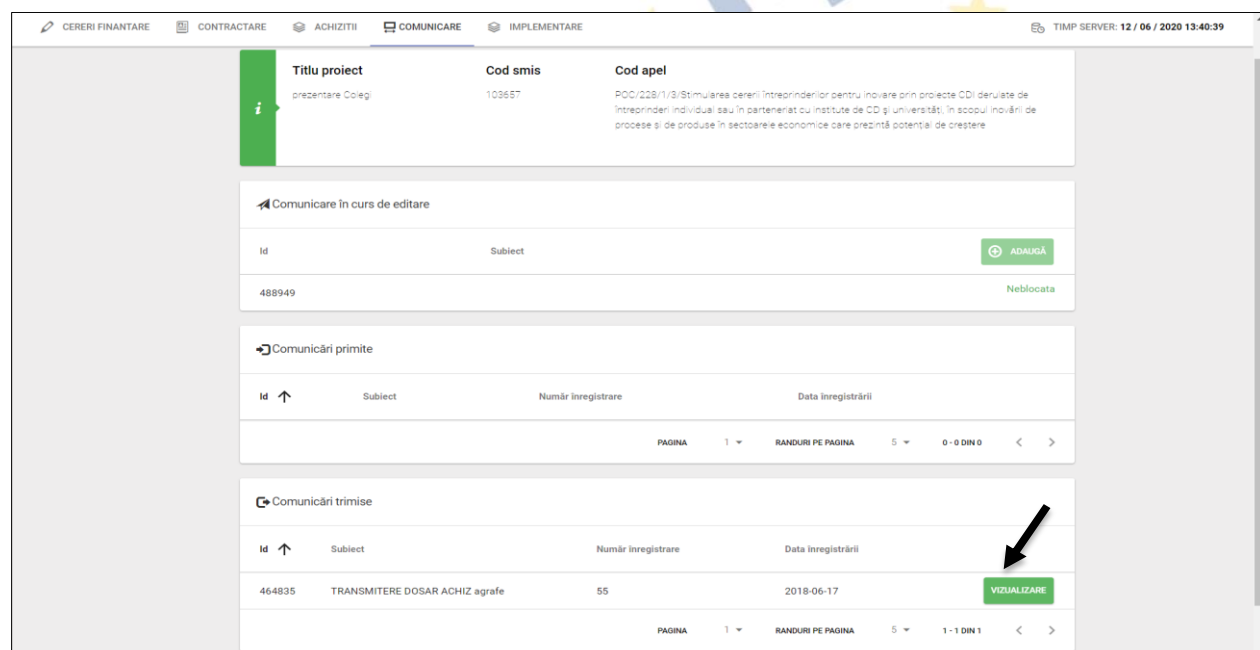 CERERI FINANTARE CONTRACTARE ACHIZITII COMUNICARE IMPLEMENTARE TIMP SERVER: 12 / 06 / 2020 13:40:39
Titlu proiect Cod smis Cod apel
prezentare Colegi 103657 POC/228/1/3/Stimularea cererii întreprinderilor pentru inovare prin proiecte CDI derulate de
întreprinderi individual sau în parteneriat cu institute de CD și universități, în scopul inovării de
procese și de produse în sectoarele economice care prezintă potențial de crestere
i
Comunicare în curs de editare
Id Subiect ADAUGĂ
488949 Neblocata
Comunicări primite
Id Subiect Număr înregistrare Data înregistrării
PAGINA 1 RANDURI PE PAGINA 5 0 - 0 DIN 0
Comunicări trimise
Id Subiect Număr înregistrare Data înregistrării
464835 TRANSMITERE DOSAR ACHIZ agrafe 55 2018-06-17 VIZUALIZARE
PAGINA 1 RANDURI PE PAGINA 5 1 - 1 DIN 1